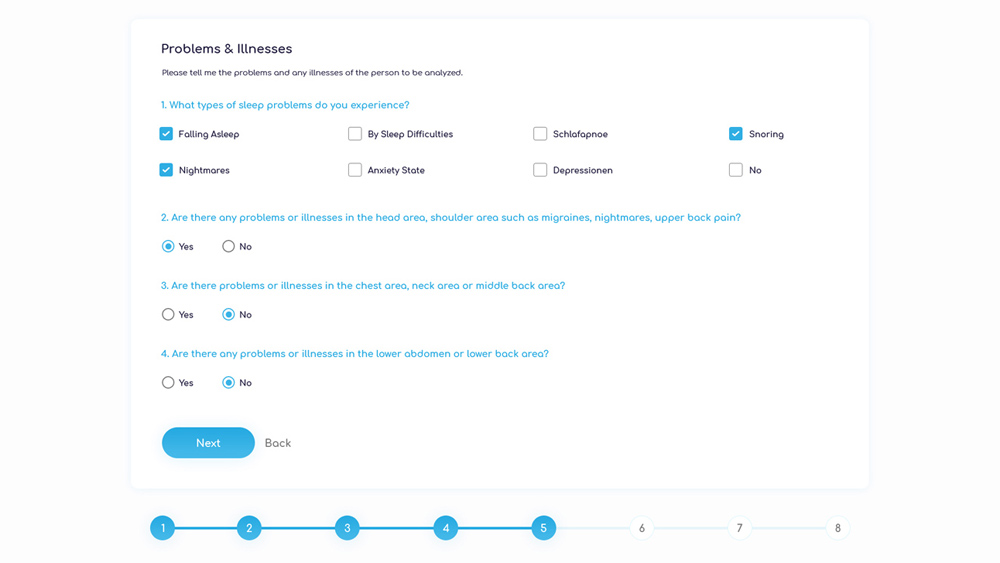 Problems & Illnesses
Please tell me the problems and any illnesses of the person to be analyzed.
1. What types of sleep problems do you experience?
Falling Asleep By Sleep Difficulties Schlafapnoe Snoring
Nightmares Anxiety State Depressionen No
2. Are there any problems or illnesses in the head area, shoulder area such as migraines, nightmares, upper back pain?
Yes No
3. Are there problems or illnesses in the chest area, neck area or middle back area?
Yes No
4. Are there any problems or illnesses in the lower abdomen or lower back area?
Yes No
Next Back
1 2 3 4 5 6 7 8